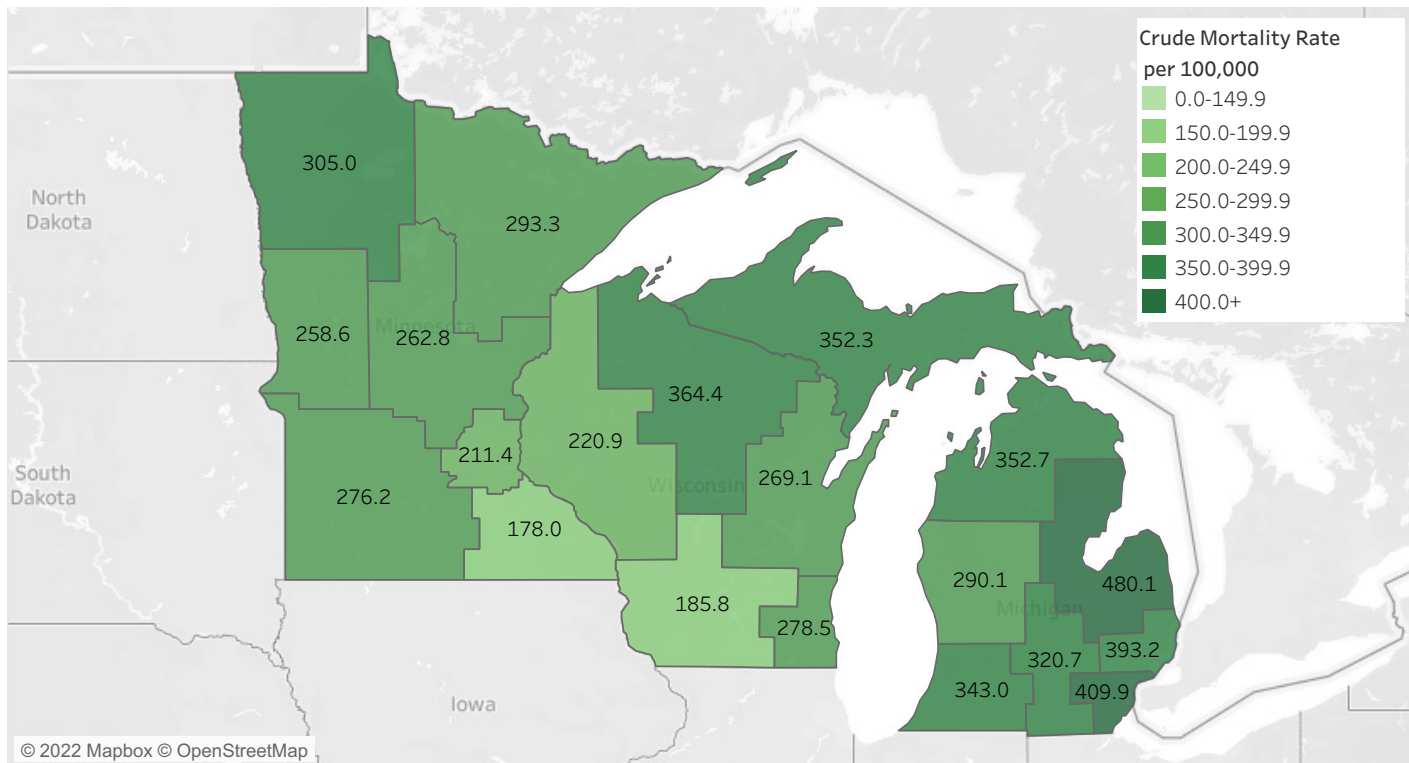 Crude Mortality Rate
per 100,000
0.0-149.9
150.0-199.9
200.0-249.9
250.0-299.9
300.0-349.9
350.0-399.9
400.0+
305.0
North
Dakota
293.3
Minnesota
258.6
262.8
352.3
364.4
220.9
211.4
352.7
South
Dakota
269.1
Wisconsin
276.2
178.0
290.1
480.1
Michigan
185.8
278.5
320.7
393.2
343.0
409.9
Iowa
© 2022 Mapbox © OpenStreetMap